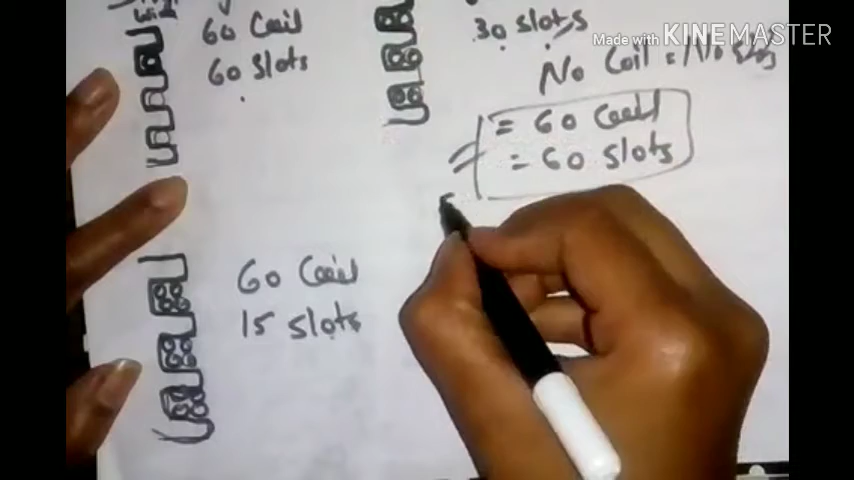 60 Coil
60 Slots
30 slots
Made with KINEMASTER
No Coil = No slots
= 60 Coil
= 60 Slots
60 Coil
15 slots